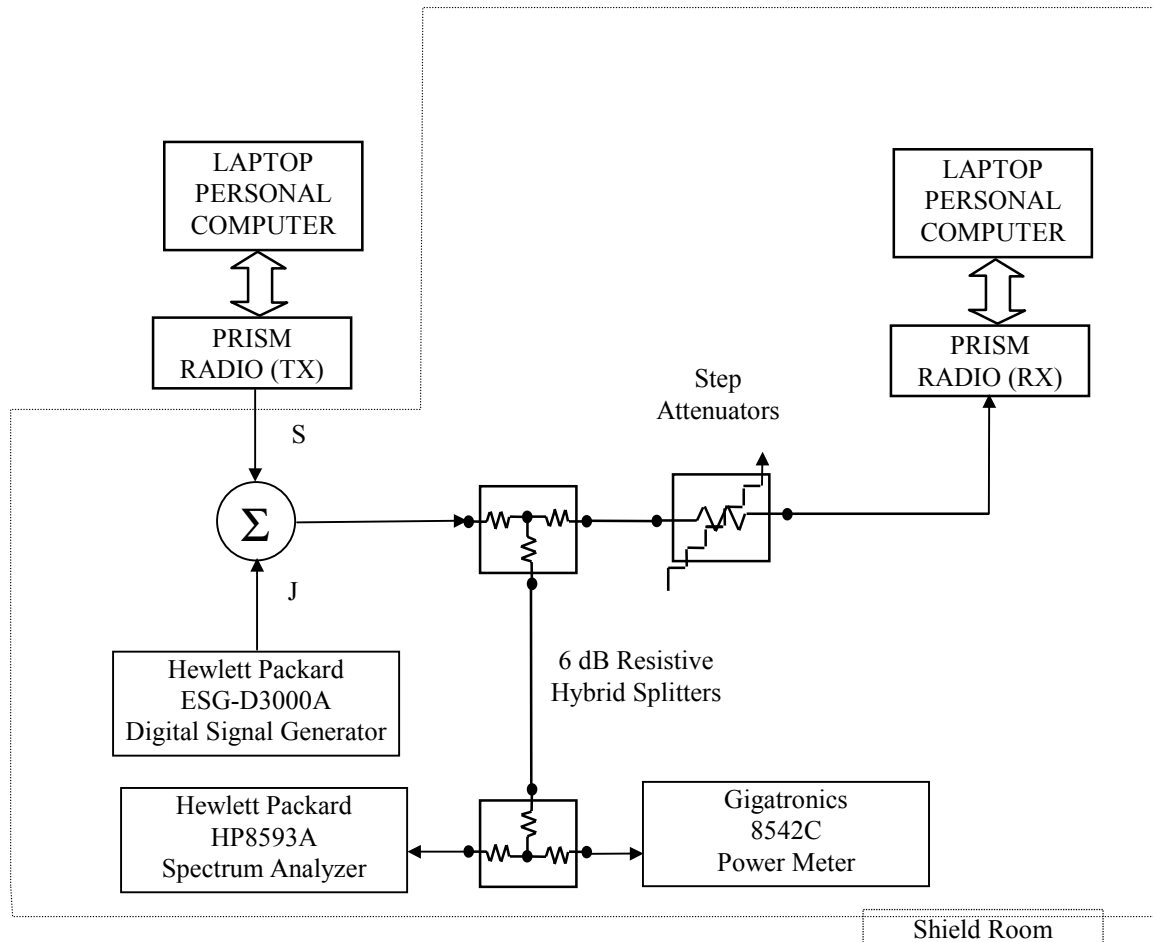 LAPTOP
PERSONAL
COMPUTER
LAPTOP
PERSONAL
COMPUTER
PRISM
RADIO (TX)
PRISM
RADIO (RX)
Step
Attenuators
S
Σ
J
Hewlett Packard
ESG-D3000A
Digital Signal Generator
6 dB Resistive
Hybrid Splitters
Hewlett Packard
HP8593A
Spectrum Analyzer
Gigatronics
8542C
Power Meter
Shield Room